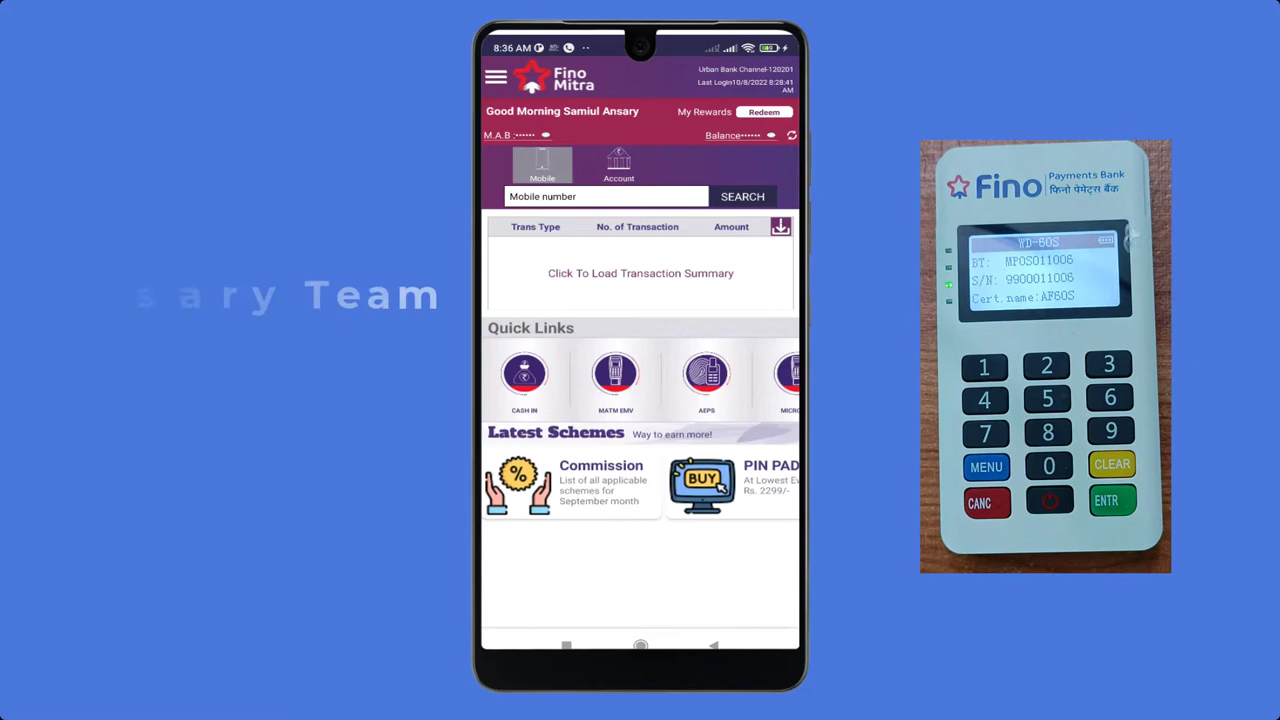 sary Team
8:36 AM
Fino
Mitra
Urban Bank Channel-120201
Last Login10/8/2022 8:28:41
AM
Good Morning Samiul Ansary
My Rewards
Redeem
M.A.B :······
Balance······
Mobile
Account
Mobile number
SEARCH
Trans Type
No. of Transaction
Amount
Click To Load Transaction Summary
Quick Links
CASH IN
MATM EMV
AEPS
MICRO
Latest Schemes
Way to earn more!
%
Commission
List of all applicable
schemes for
September month
BUY
PIN PAD
At Lowest Ev
Rs. 2299/-
Fino
Payments Bank
फिनो पेमेंट्स बैंक
WD-60S
BT: MPOS011006
S/N: 9900011006
Cert.name:AF60S
1 2 3
4 5 6
7 8 9
MENU 0 CLEAR
CANC ENTR